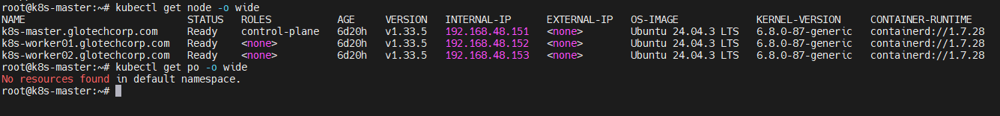 root@k8s-master:~# kubectl get node -o wide
NAME                           STATUS   ROLES           AGE     VERSION   INTERNAL-IP      EXTERNAL-IP   OS-IMAGE             KERNEL-VERSION     CONTAINER-RUNTIME
k8s-master.glotechcorp.com     Ready    control-plane   6d20h   v1.33.5   192.168.48.151   <none>        Ubuntu 24.04.3 LTS   6.8.0-87-generic   containerd://1.7.28
k8s-worker01.glotechcorp.com   Ready    <none>          6d20h   v1.33.5   192.168.48.152   <none>        Ubuntu 24.04.3 LTS   6.8.0-87-generic   containerd://1.7.28
k8s-worker02.glotechcorp.com   Ready    <none>          6d20h   v1.33.5   192.168.48.153   <none>        Ubuntu 24.04.3 LTS   6.8.0-87-generic   containerd://1.7.28
root@k8s-master:~# kubectl get po -o wide
No resources found in default namespace.
root@k8s-master:~#